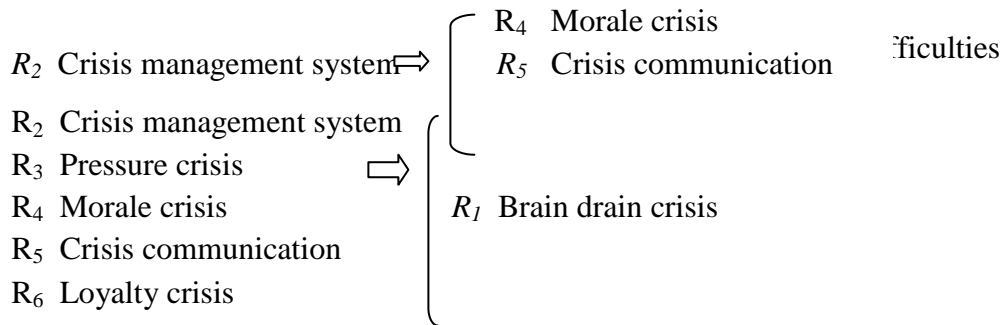 R₄ Morale crisis
R₂ Crisis management system R₅ Crisis communication fficulties
R₂ Crisis management system
R₃ Pressure crisis
R₄ Morale crisis R₁ Brain drain crisis
R₅ Crisis communication
R₆ Loyalty crisis